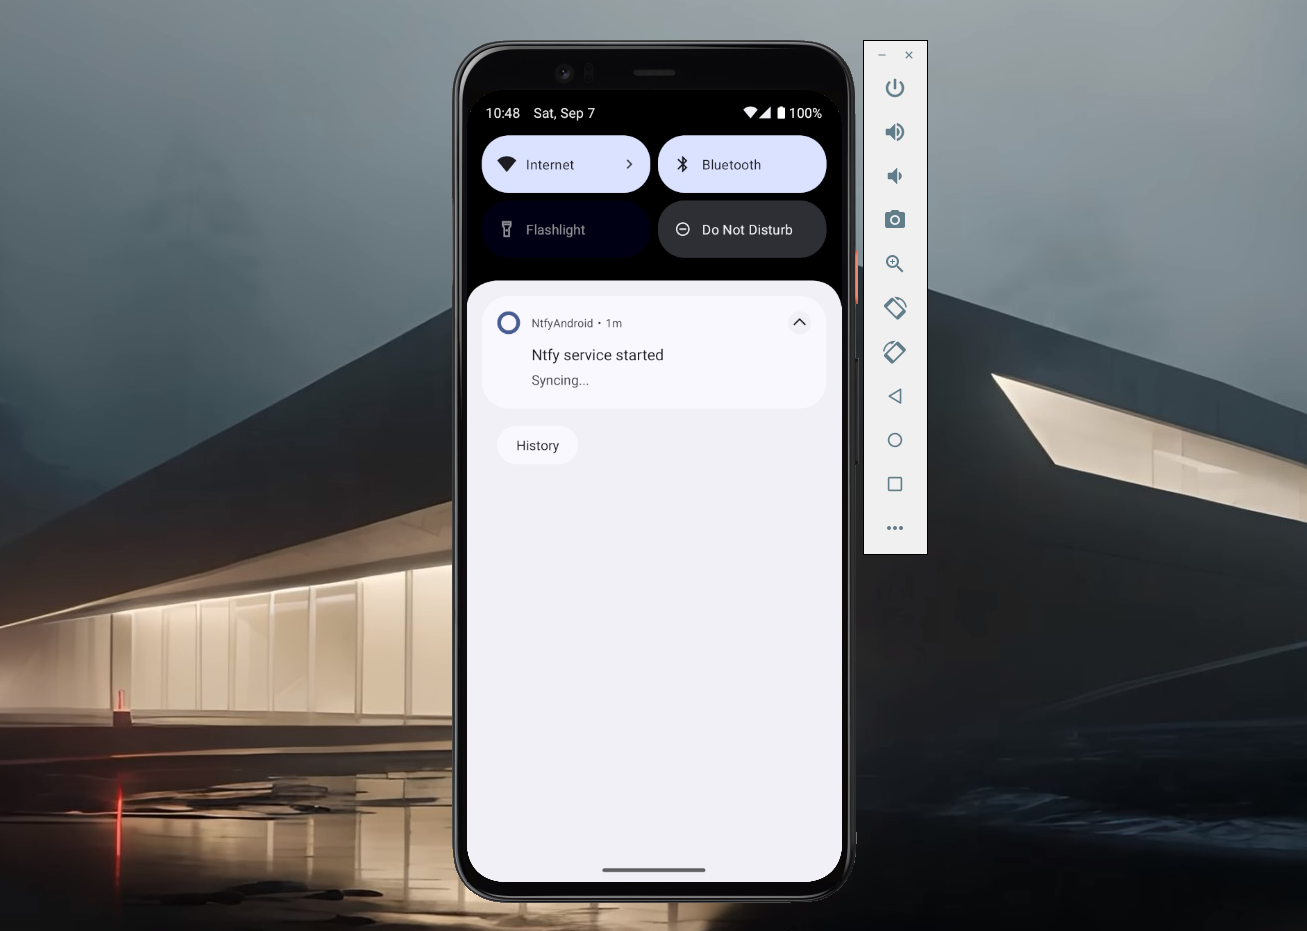 10:48 Sat, Sep 7 100%
Internet Bluetooth
Flashlight Do Not Disturb
NtfyAndroid • 1m
Ntfy service started
Syncing...
History